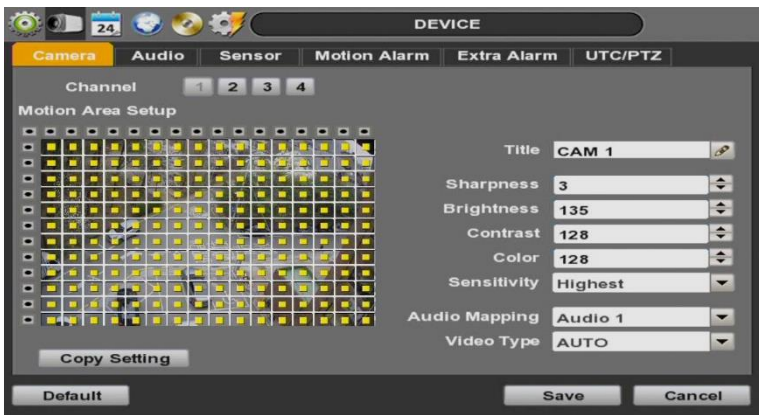 24
DEVICE
Camera Audio Sensor Motion Alarm Extra Alarm UTC/PTZ
Channel 1 2 3 4
Motion Area Setup
Title CAM 1
Sharpness 3
Brightness 135
Contrast 128
Color 128
Sensitivity Highest
Audio Mapping Audio 1
Video Type AUTO
Copy Setting
Default Save Cancel